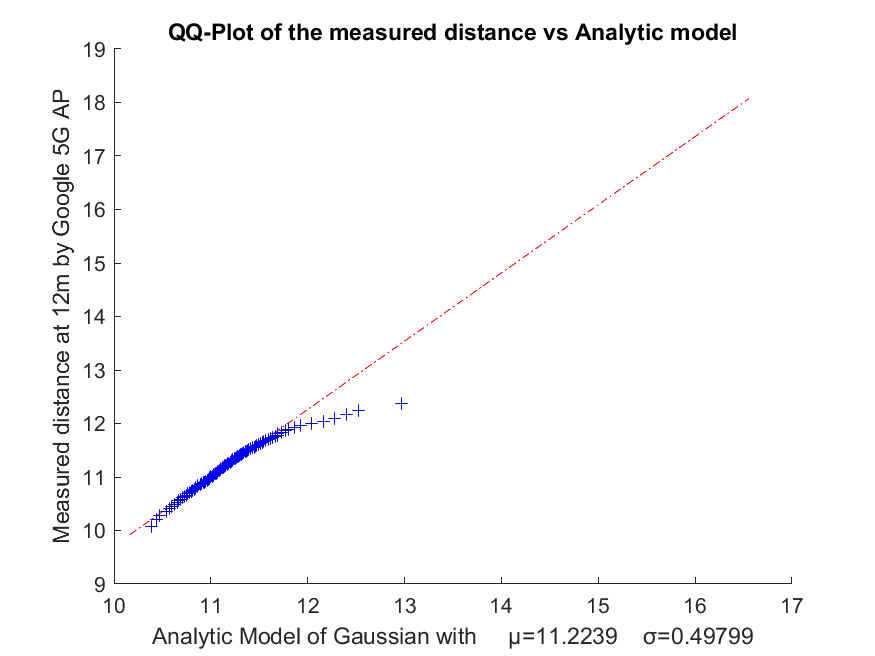 QQ-Plot of the measured distance vs Analytic model
19
18
17
16
15
14
13
12
11
10
9
Measured distance at 12m by Google 5G AP
10 11 12 13 14 15 16 17
Analytic Model of Gaussian with μ=11.2239 σ=0.49799